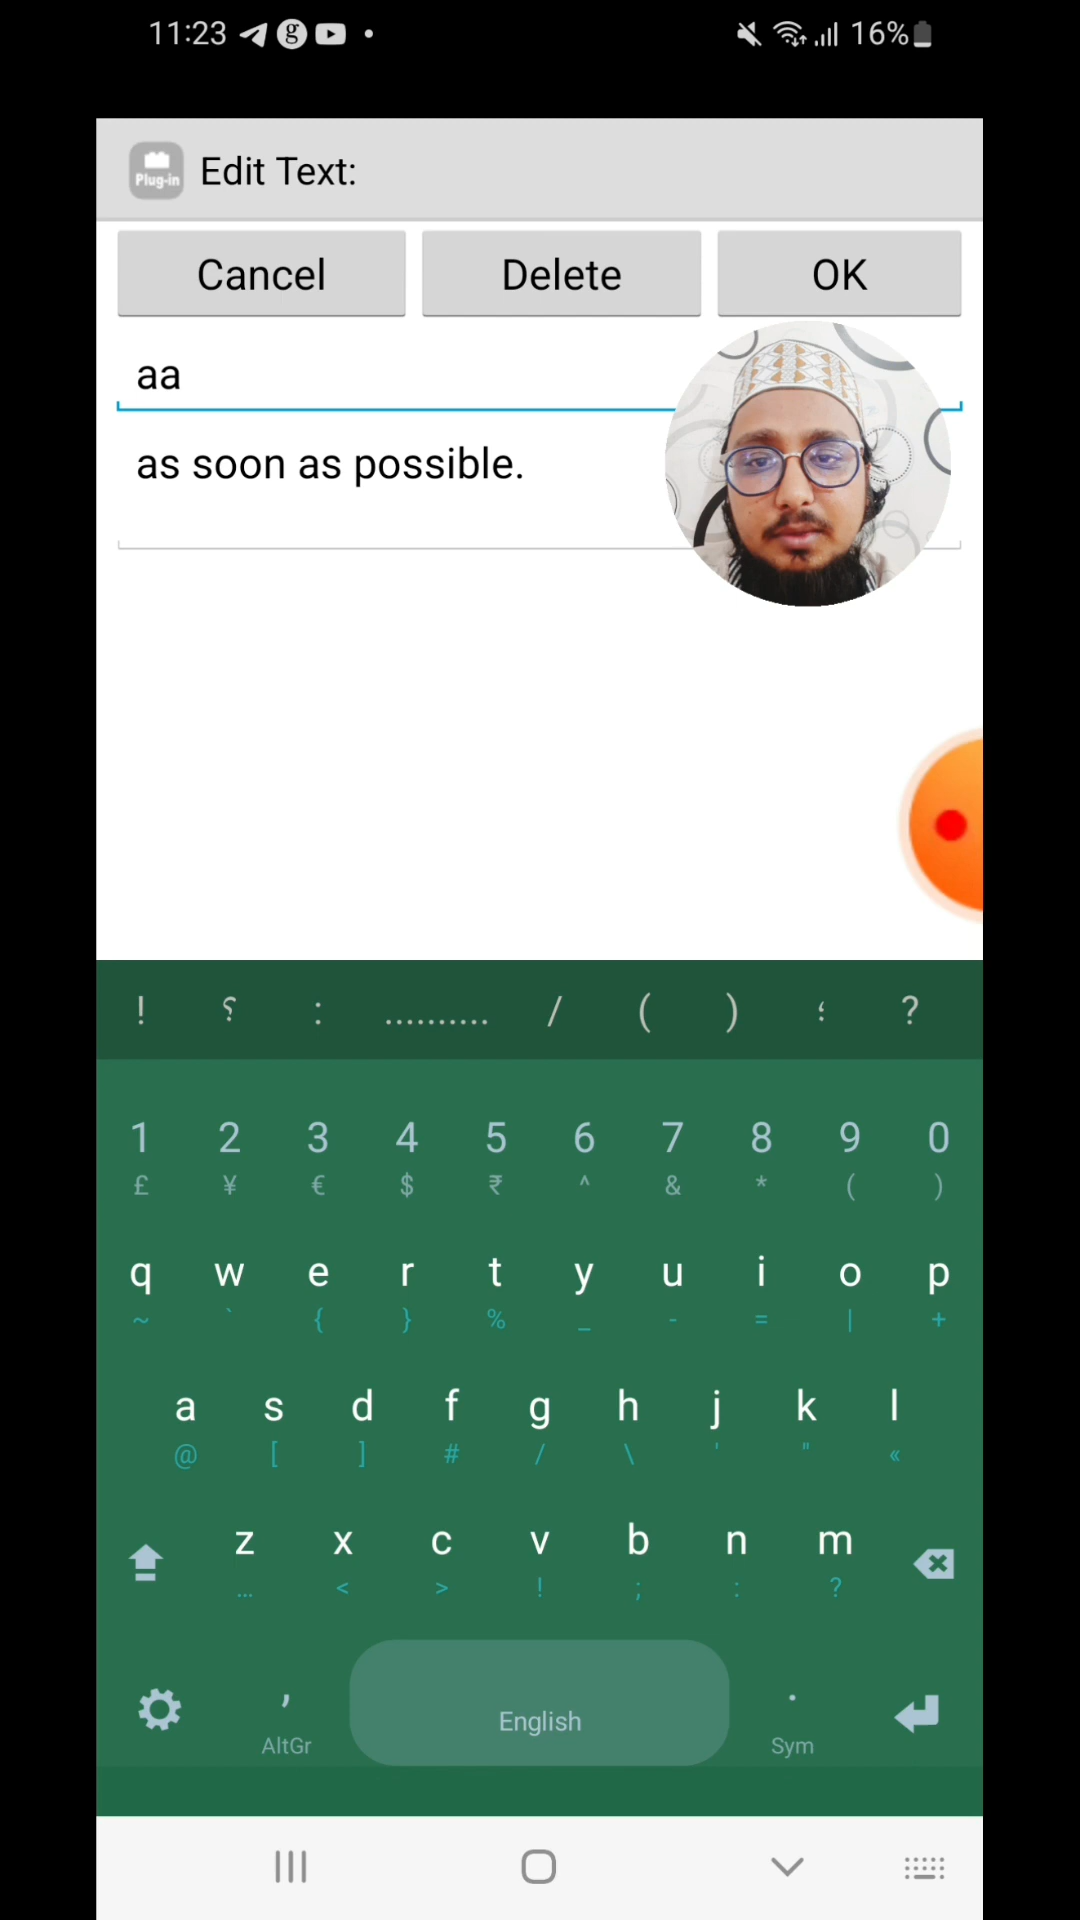 11:23 16%
Plug-in Edit Text:
Cancel Delete OK
aa
as soon as possible.
! ؟ : .......... / ( ) ؛ ?
1 2 3 4 5 6 7 8 9 0
£ ¥ € $ ₹ ^ & * ( )
q w e r t y u i o p
~ ` { } % _ - = | +
a s d f g h j k l
@ [ ] # / \ ' " «
z x c v b n m
... < > ! ; : ?
, English .
AltGr Sym